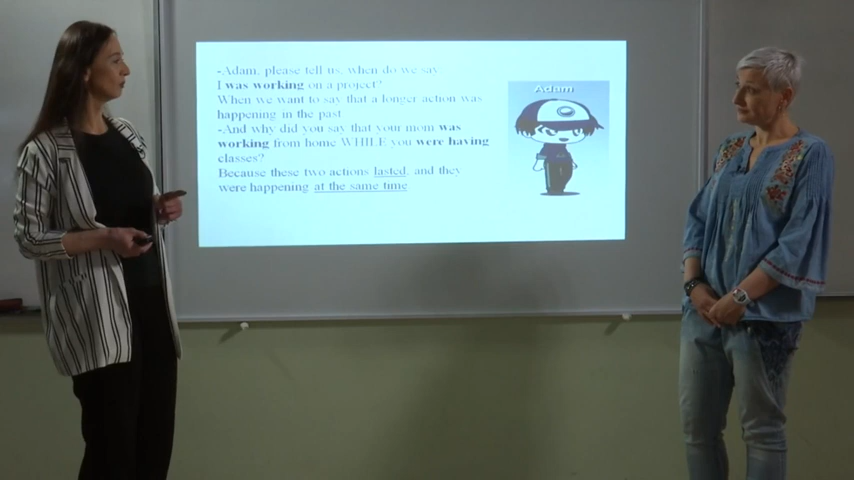 -Adam, please tell us, when do we say
I was working on a project?
When we want to say that a longer action was
happening in the past
-And why did you say that your mom was
working from home WHILE you were having
classes?
Because these two actions lasted, and they
were happening at the same time
Adam